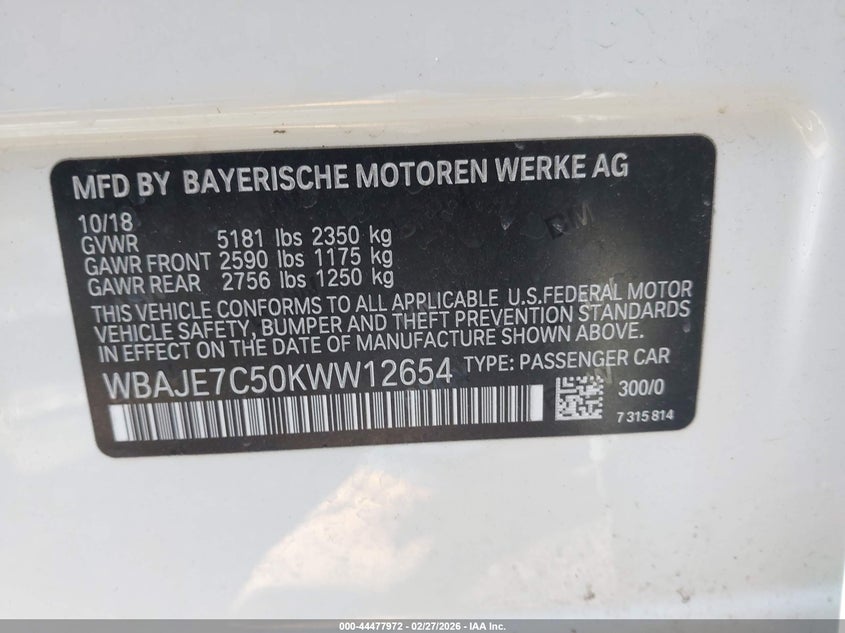 MFD BY BAYERISCHE MOTOREN WERKE AG
10/18
GVWR 5181 lbs 2350 kg
GAWR FRONT 2590 lbs 1175 kg
GAWR REAR 2756 lbs 1250 kg
THIS VEHICLE CONFORMS TO ALL APPLICABLE U.S.FEDERAL MOTOR
VEHICLE SAFETY, BUMPER AND THEFT PREVENTION STANDARDS
IN EFFECT ON THE DATE OF MANUFACTURE SHOWN ABOVE.
WBAJE7C50KWW12654 TYPE: PASSENGER CAR
300/0
7 315 814
000-44477972 — 02/27/2026 — IAA Inc.